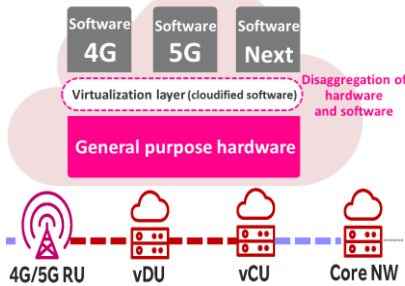 Software
4G
Software
5G
Software
Next
Virtualization layer (cloudified software)
Disaggregation of
hardware
and software
General purpose hardware
4G/5G RU
vDU
vCU
Core NW